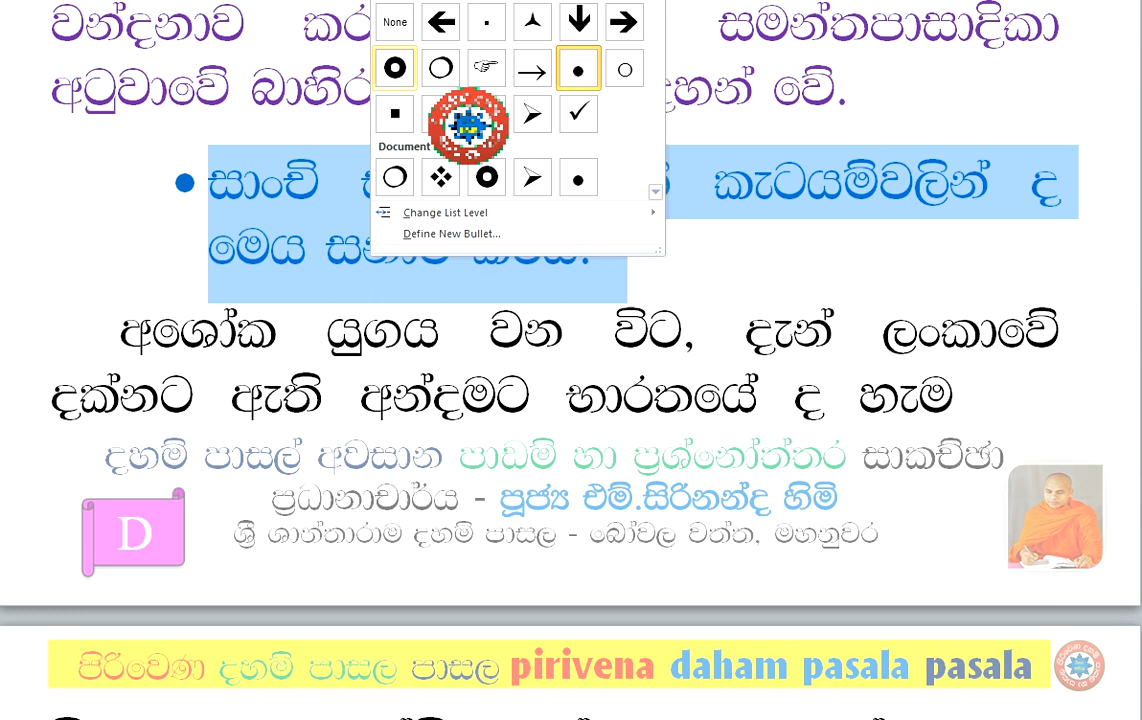 වන්දනාව කර සමන්තපාසාදිකා
අටුවාවේ බාහිර දහන් වේ.
None
Document
Change List Level
Define New Bullet...
• සාංචි කැටයම්වලින් ද
මෙය සනාථ කරයි.
අශෝක යුගය වන විට, දැන් ලංකාවේ
දක්නට ඇති අන්දමට භාරතයේ ද හැම
දහම් පාසල් අවසාන පාඩම් හා ප්‍රශ්නෝත්තර සාකච්ඡා
ප්‍රධානාචාර්ය - පූජ්‍ය එම්.සිරිනන්ද හිමි
ශ්‍රී ශාන්තාරාම දහම් පාසල - බෝවල වත්ත, මහනුවර
D
පිරිවෙණ දහම් පාසල පාසල pirivena daham pasala pasala